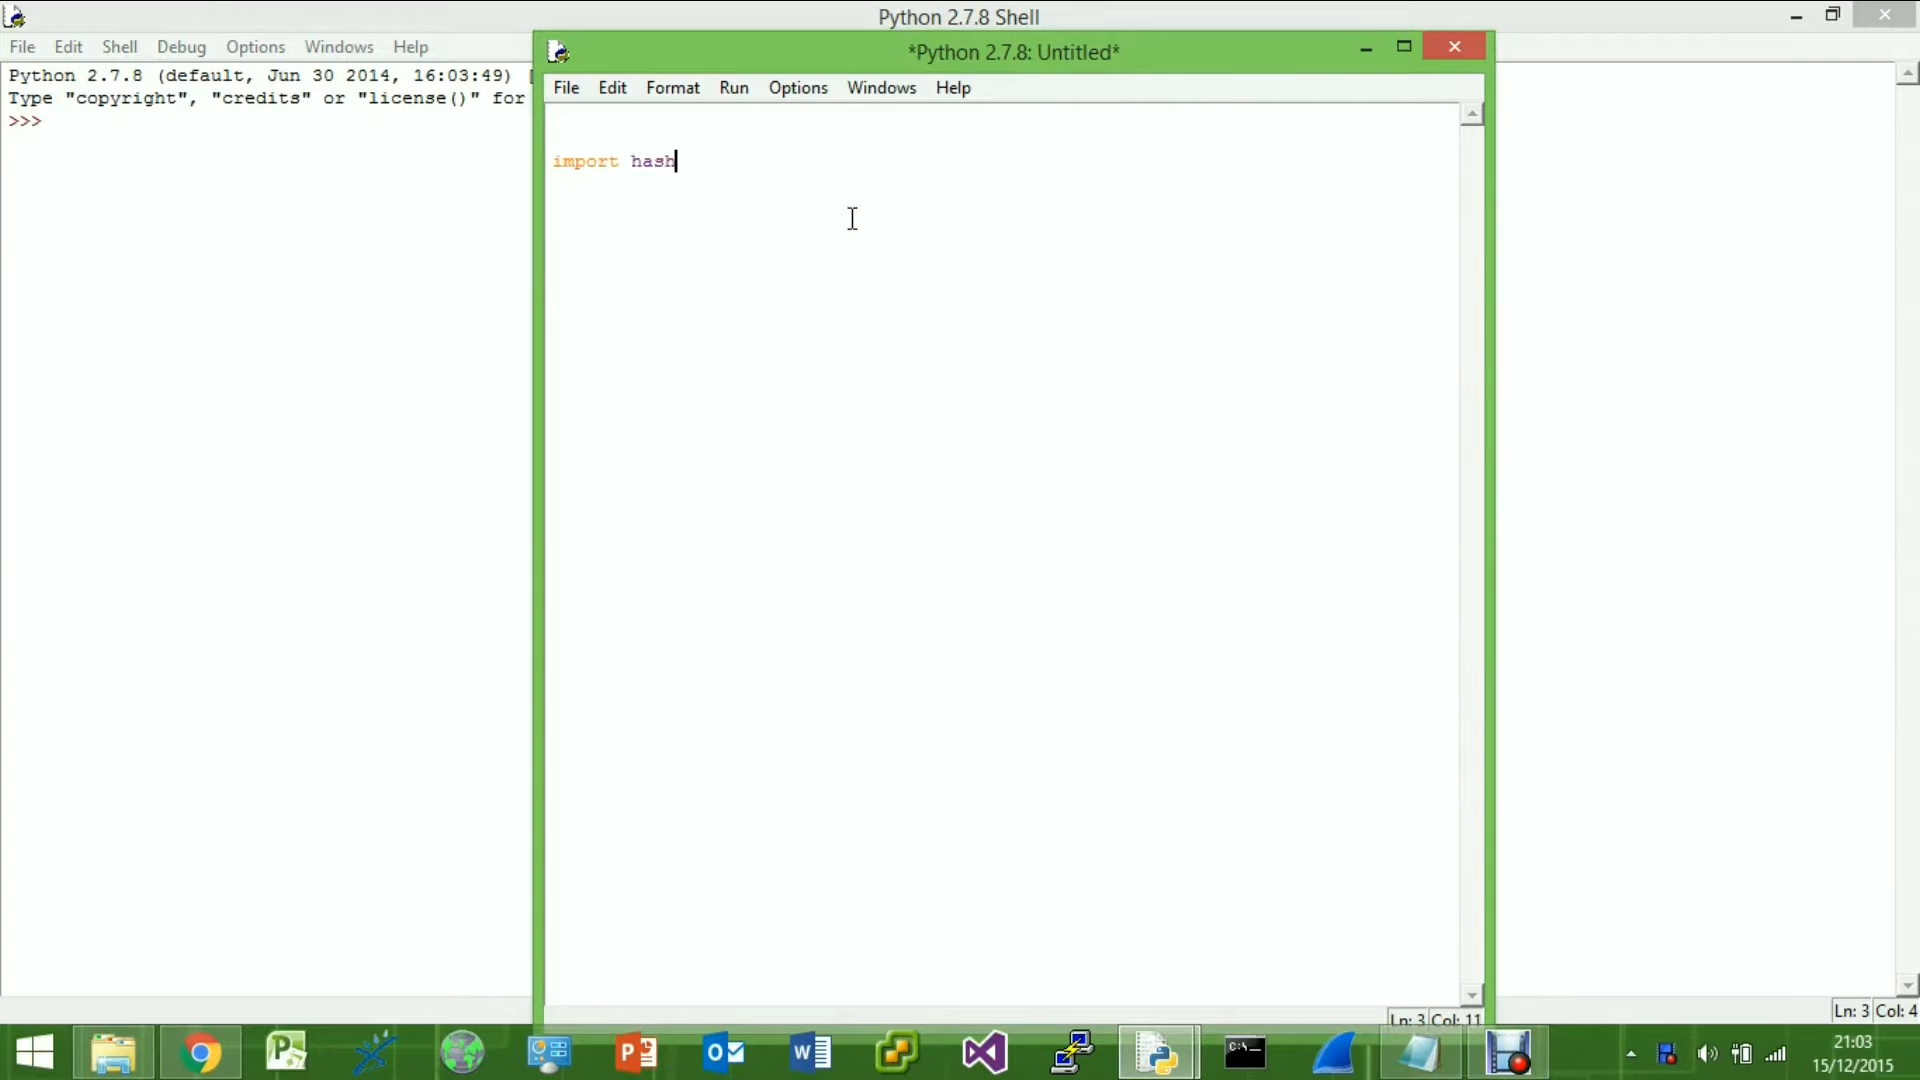 Python 2.7.8 Shell
File Edit Shell Debug Options Windows Help
Python 2.7.8 (default, Jun 30 2014, 16:03:49) [
Type "copyright", "credits" or "license()" for
>>>
*Python 2.7.8: Untitled*
File Edit Format Run Options Windows Help
import hash
Ln: 3 Col: 11
Ln: 3 Col: 4
21:03
15/12/2015